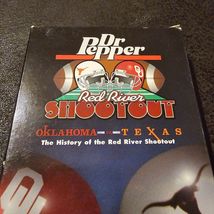 Dr
Pepper
Red River
SHOOTOUT
OKLAHOMA TEXAS
The History of the Red River Shootout